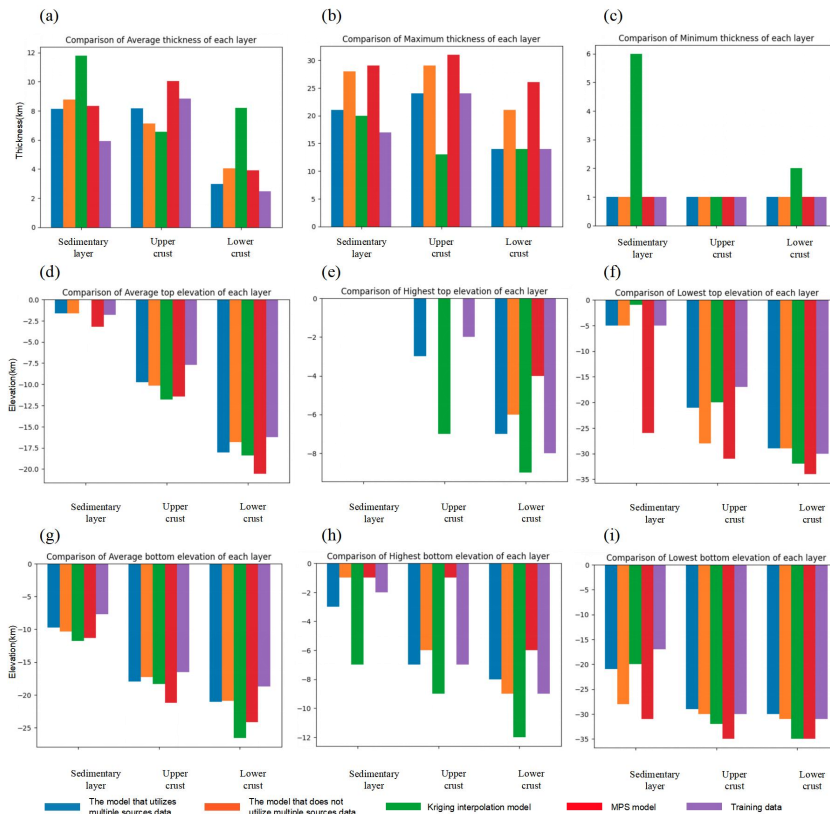 (a)
(b)
(c)
Comparison of Average thickness of each layer
Comparison of Maximum thickness of each layer
Comparison of Minimum thickness of each layer
Thickness(km)
12
10
8
6
4
2
0
30
25
20
15
10
5
0
6
5
4
3
2
1
0
Sedimentary layer
Upper crust
Lower crust
Sedimentary layer
Upper crust
Lower crust
Sedimentary layer
Upper crust
Lower crust
(d)
(e)
(f)
Comparison of Average top elevation of each layer
Comparison of Highest top elevation of each layer
Comparison of Lowest top elevation of each layer
Elevation(km)
0.0
−2.5
−5.0
−7.5
−10.0
−12.5
−15.0
−17.5
−20.0
0
−2
−4
−6
−8
0
−5
−10
−15
−20
−25
−30
−35
Sedimentary layer
Upper crust
Lower crust
Sedimentary layer
Upper crust
Lower crust
Sedimentary layer
Upper crust
Lower crust
(g)
(h)
(i)
Comparison of Average bottom elevation of each layer
Comparison of Highest bottom elevation of each layer
Comparison of Lowest bottom elevation of each layer
Elevation(km)
0
−5
−10
−15
−20
−25
0
−2
−4
−6
−8
−10
−12
0
−5
−10
−15
−20
−25
−30
−35
Sedimentary layer
Upper crust
Lower crust
Sedimentary layer
Upper crust
Lower crust
Sedimentary layer
Upper crust
Lower crust
The model that utilizes
multiple sources data
The model that does not
utilize multiple sources data
Kriging interpolation model
MPS model
Training data